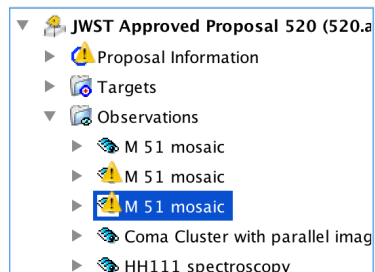 JWST Approved Proposal 520 (520.a
Proposal Information
Targets
Observations
M 51 mosaic
M 51 mosaic
M 51 mosaic
Coma Cluster with parallel imag
HH111 spectroscopy